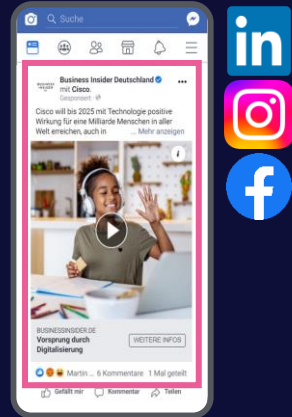 Suche
BUSINESS
INSIDER
Business Insider Deutschland
mit Cisco.
Gesponsert
Cisco will bis 2025 mit Technologie positive
Wirkung für eine Milliarde Menschen in aller
Welt erreichen, auch in ... Mehr anzeigen
i
BUSINESSINSIDER.DE
Vorsprung durch
Digitalisierung
WEITERE INFOS
Martin ... 6 Kommentare 1 Mal geteilt
Gefällt mir Kommentar Teilen
in
f